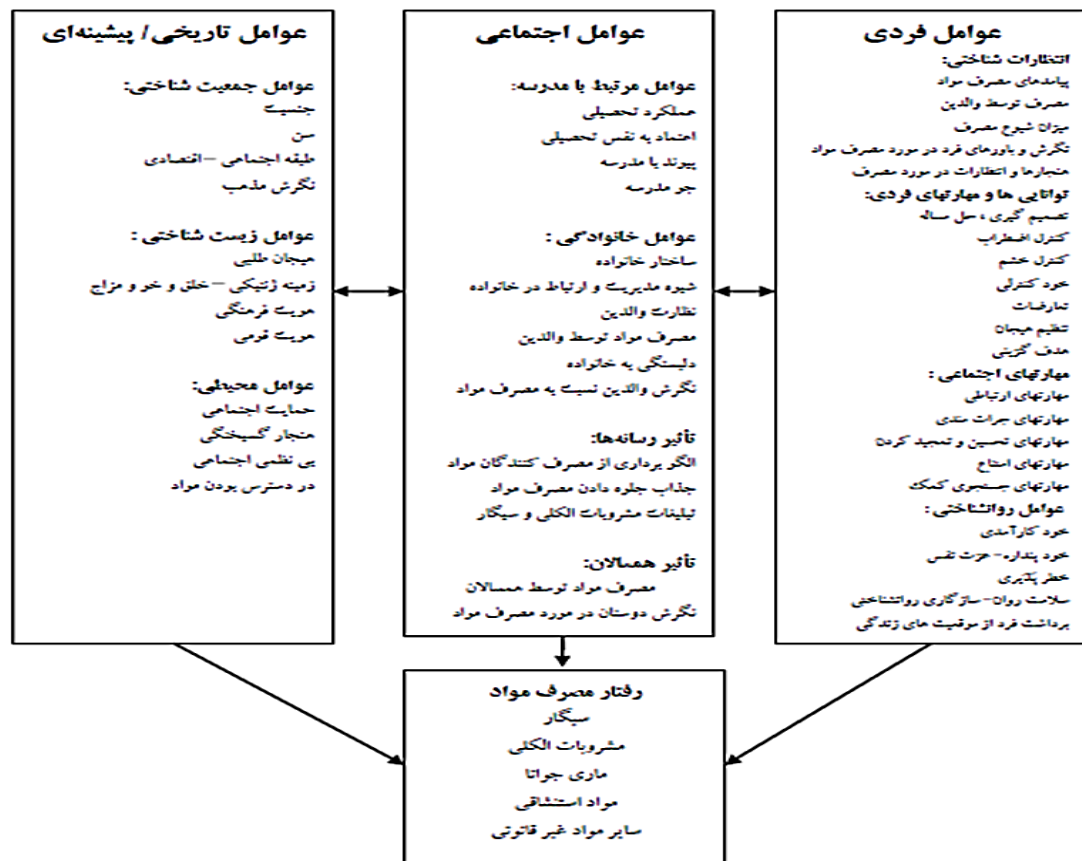 عوامل فردی
انتظارات شناختی:
پیامدهای مصرف مواد
مصرف توسط والدین
میزان شیوع مصرف
نگرش و باورهای فرد در مورد مصرف مواد
هنجارها و انتظارات در مورد مصرف
توانایی ها و مهارتهای فردی:
تصمیم گیری ، حل مساله
کنترل اضطراب
کنترل خشم
خود کنترلی
تعارضات
تنظیم هیجان
هدف گزینی
مهارتهای اجتماعی :
مهارتهای ارتباطی
مهارتهای جرات مندی
مهارتهای تحسین و تمجید کردن
مهارتهای امتناع
مهارتهای جستجوی کمک
عوامل روانشناختی :
خود کارآمدی
خود پنداره- عزت نفس
خطر پذیری
سلامت روان- سازگاری روانشناختی
برداشت فرد از موقعیت های زندگی
عوامل اجتماعی
عوامل مرتبط با مدرسه:
عملکرد تحصیلی
اعتماد به نفس تحصیلی
پیوند با مدرسه
جو مدرسه
عوامل خانوادگی :
ساختار خانواده
شیوه مدیریت و ارتباط در خانواده
نظارت والدین
مصرف مواد توسط والدین
دلبستگی به خانواده
نگرش والدین نسبت به مصرف مواد
تأثیر رسانه‌ها:
الگو برداری از مصرف کنندگان مواد
جذاب جلوه دادن مصرف مواد
تبلیغات مشروبات الکلی و سیگار
تأثیر همسالان:
مصرف مواد توسط همسالان
نگرش دوستان در مورد مصرف مواد
عوامل تاریخی/ پیشینه‌ای
عوامل جمعیت شناختی:
جنسیت
سن
طبقه اجتماعی – اقتصادی
نگرش مذهب
عوامل زیست شناختی :
هیجان طلبی
زمینه ژنتیکی – خلق و خو و مزاج
هویت فرهنگی
هویت قومی
عوامل محیطی:
حمایت اجتماعی
هنجار گسیختگی
بی نظمی اجتماعی
در دسترس بودن مواد
رفتار مصرف مواد
سیگار
مشروبات الکلی
ماری جوانا
مواد استنشاقی
سایر مواد غیر قانونی